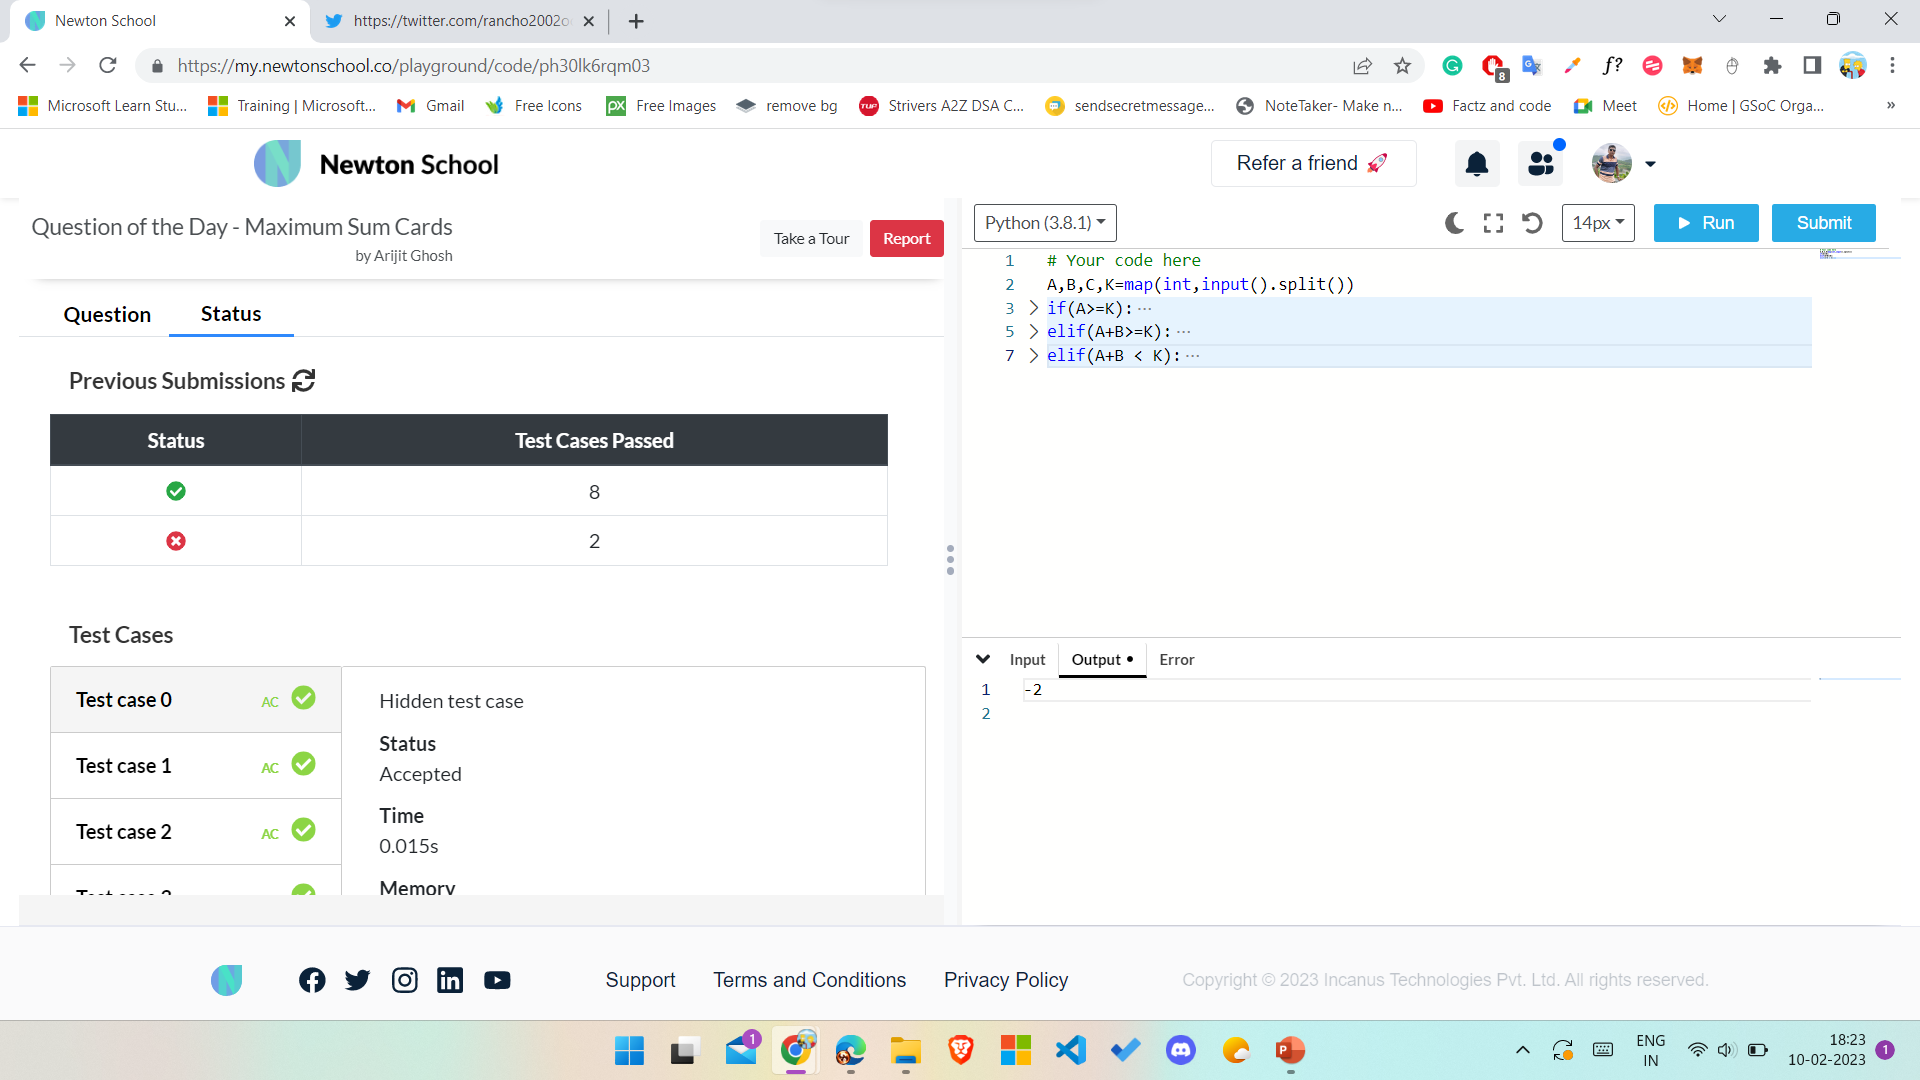 Newton School
https://twitter.com/rancho2002o
https://my.newtonschool.co/playground/code/ph30lk6rqm03
8
f?
Microsoft Learn Stu...
Training | Microsoft...
Gmail
Free Icons
Free Images
remove bg
TUF
Strivers A2Z DSA C...
sendsecretmessage...
NoteTaker- Make n...
Factz and code
Meet
Home | GSoC Orga...
»
Newton School
Refer a friend 🚀
Question of the Day - Maximum Sum Cards
by Arijit Ghosh
Take a Tour
Report
Python (3.8.1)
14px
Run
Submit
Question
Status
Previous Submissions
Status
Test Cases Passed
8
2
Test Cases
Test case 0
AC
Test case 1
AC
Test case 2
AC
Hidden test case
Status
Accepted
Time
0.015s
Memory
1 # Your code here
2 A,B,C,K=map(int,input().split())
3 if(A>=K):···
5 elif(A+B>=K):···
7 elif(A+B < K):···
Input
Output •
Error
1 -2
2
Support
Terms and Conditions
Privacy Policy
Copyright © 2023 Incanus Technologies Pvt. Ltd. All rights reserved.
1
ENG
IN
18:23
10-02-2023
1